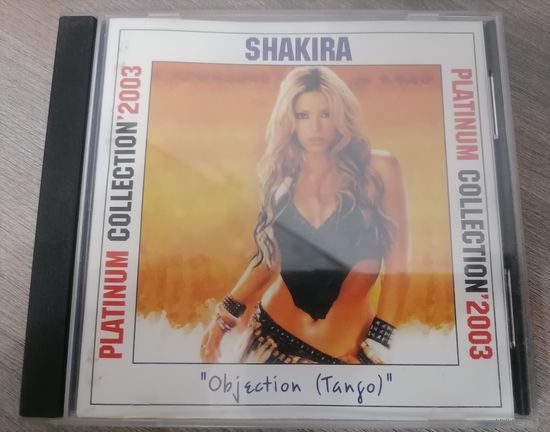 SHAKIRA
PLATINUM COLLECTION'2003
PLATINUM COLLECTION'2003
"Objection (Tango)"